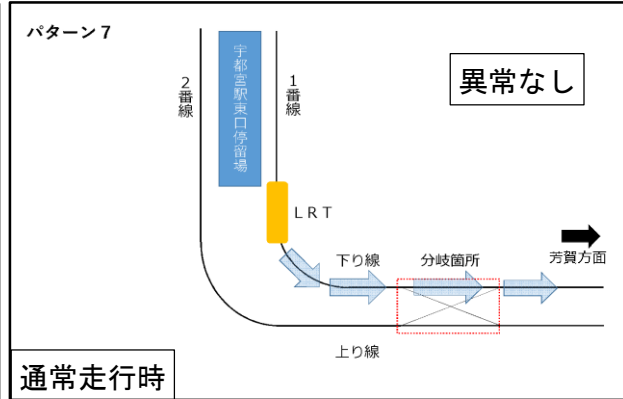 パターン７
異常なし
宇都宮駅東口停留場
２番線
１番線
ＬＲＴ
下り線
分岐箇所
芳賀方面
上り線
通常走行時